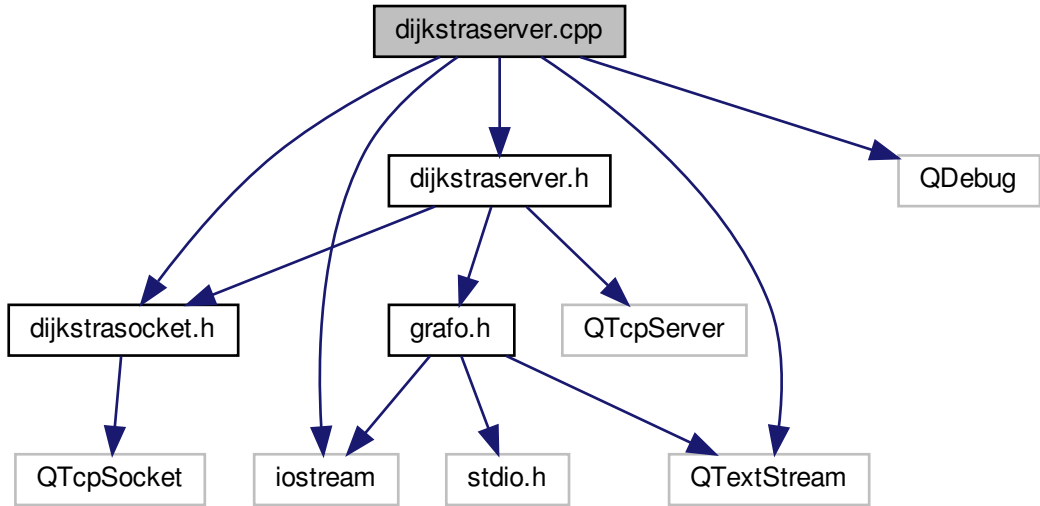 dijkstraserver.cpp
dijkstraserver.h
QDebug
dijkstrasocket.h
grafo.h
QTcpServer
QTcpSocket
iostream
stdio.h
QTextStream